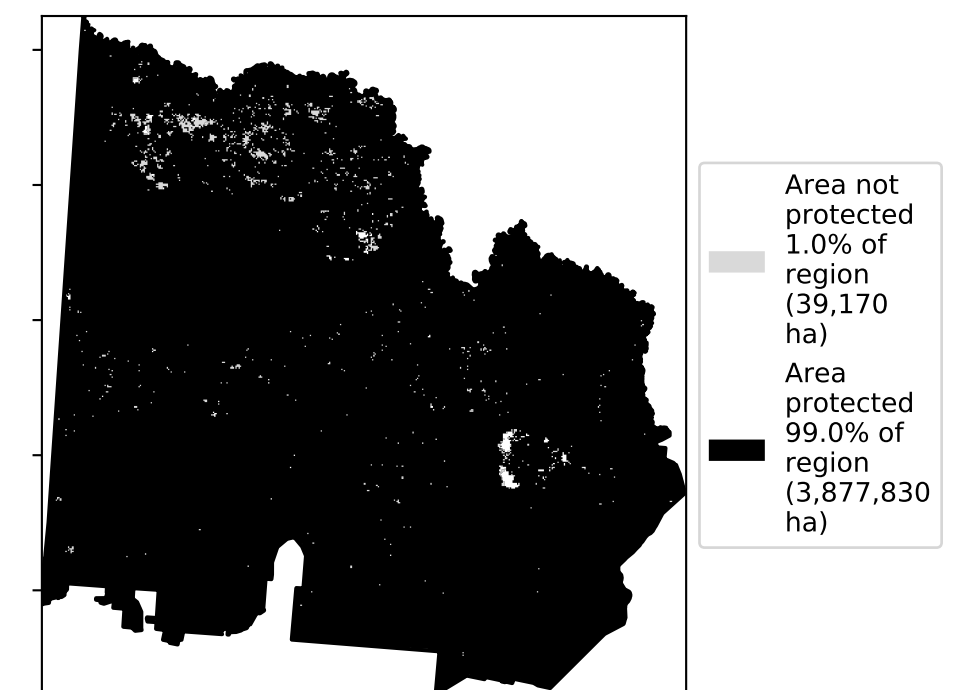 Area not
protected
1.0% of
region
(39,170
ha)
Area
protected
99.0% of
region
(3,877,830
ha)